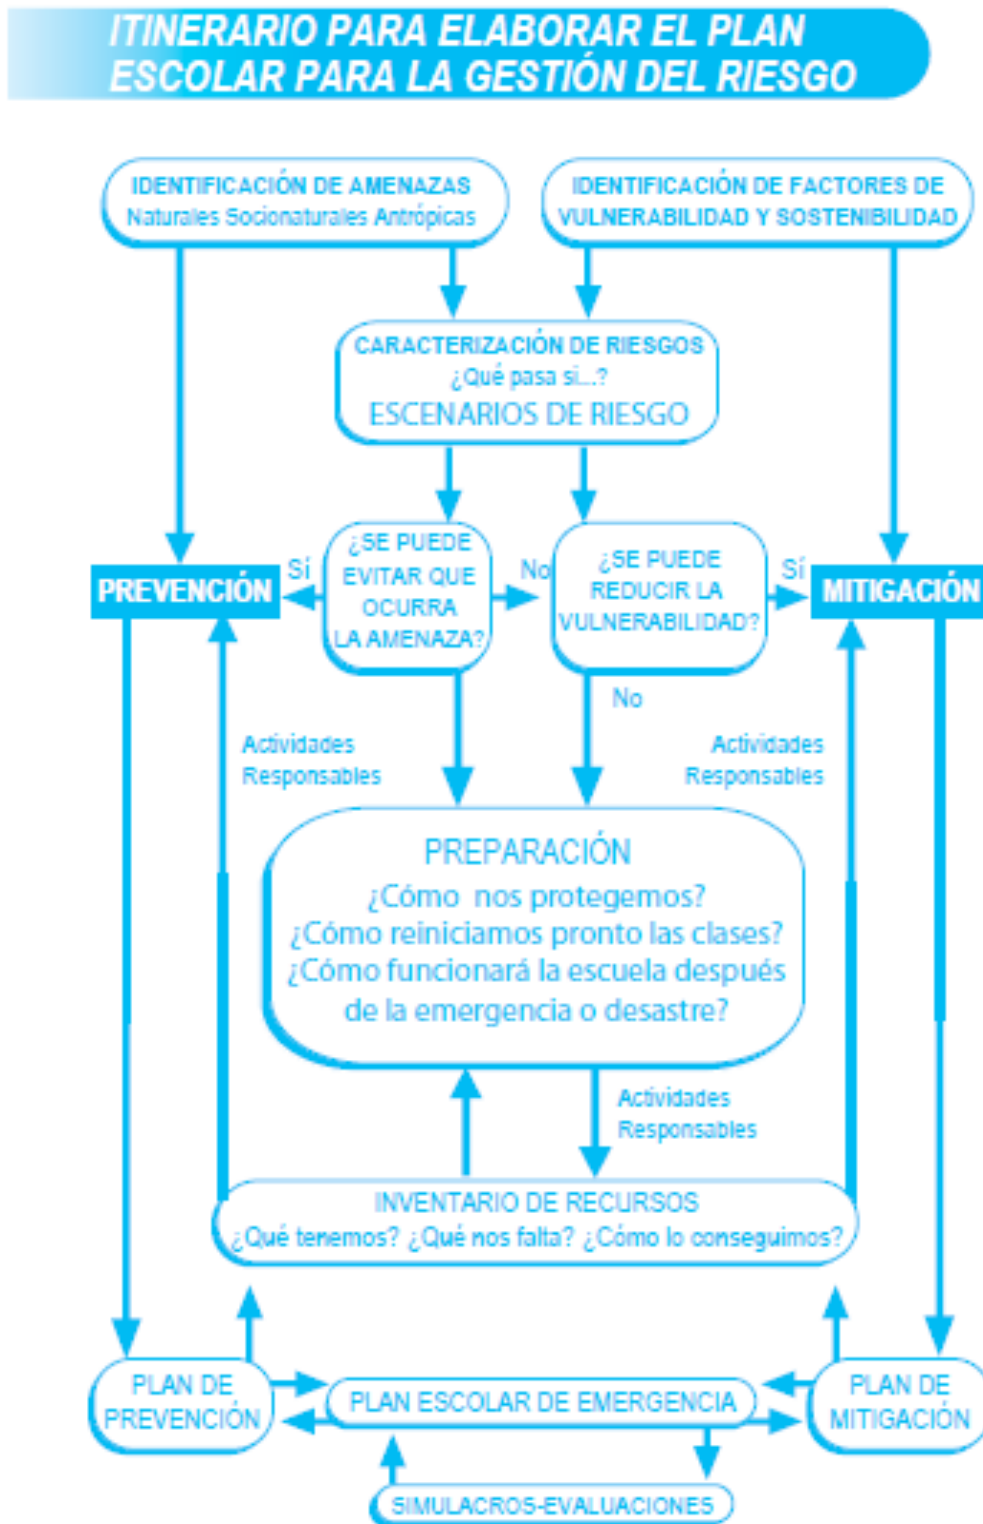 ITINERARIO PARA ELABORAR EL PLAN
ESCOLAR PARA LA GESTIÓN DEL RIESGO
IDENTIFICACIÓN DE AMENAZAS
Naturales Socionaturales Antrópicas
IDENTIFICACIÓN DE FACTORES DE
VULNERABILIDAD Y SOSTENIBILIDAD
CARACTERIZACIÓN DE RIESGOS
¿Qué pasa si...?
ESCENARIOS DE RIESGO
PREVENCIÓN
Sí
¿SE PUEDE
EVITAR QUE
OCURRA
LA AMENAZA?
No
¿SE PUEDE
REDUCIR LA
VULNERABILIDAD?
Sí
MITIGACIÓN
No
Actividades
Responsables
Actividades
Responsables
PREPARACIÓN
¿Cómo nos protegemos?
¿Cómo reiniciamos pronto las clases?
¿Cómo funcionará la escuela después
de la emergencia o desastre?
Actividades
Responsables
INVENTARIO DE RECURSOS
¿Qué tenemos? ¿Qué nos falta? ¿Cómo lo conseguimos?
PLAN DE
PREVENCIÓN
PLAN ESCOLAR DE EMERGENCIA
PLAN DE
MITIGACIÓN
SIMULACROS-EVALUACIONES